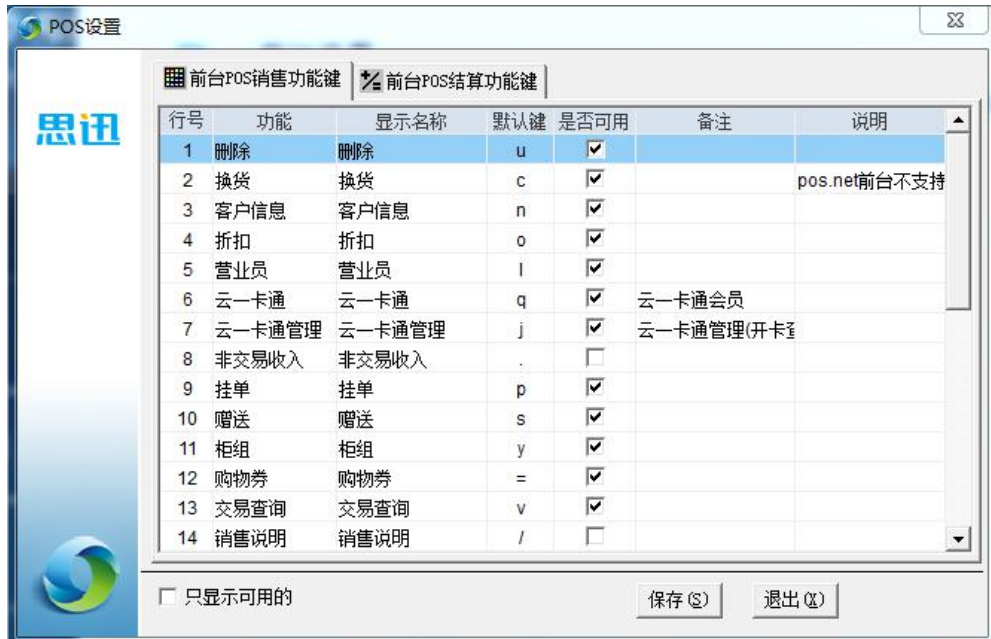 POS设置
思迅
前台POS销售功能键 前台POS结算功能键
行号 功能 显示名称 默认键 是否可用 备注 说明
1 删除 删除 u
2 换货 换货 c pos.net前台不支持
3 客户信息 客户信息 n
4 折扣 折扣 o
5 营业员 营业员 l
6 云一卡通 云一卡通 q 云一卡通会员
7 云一卡通管理 云一卡通管理 j 云一卡通管理(开卡查
8 非交易收入 非交易收入 .
9 挂单 挂单 p
10 赠送 赠送 s
11 柜组 柜组 y
12 购物券 购物券 =
13 交易查询 交易查询 v
14 销售说明 销售说明 /
只显示可用的 保存(S) 退出(X)